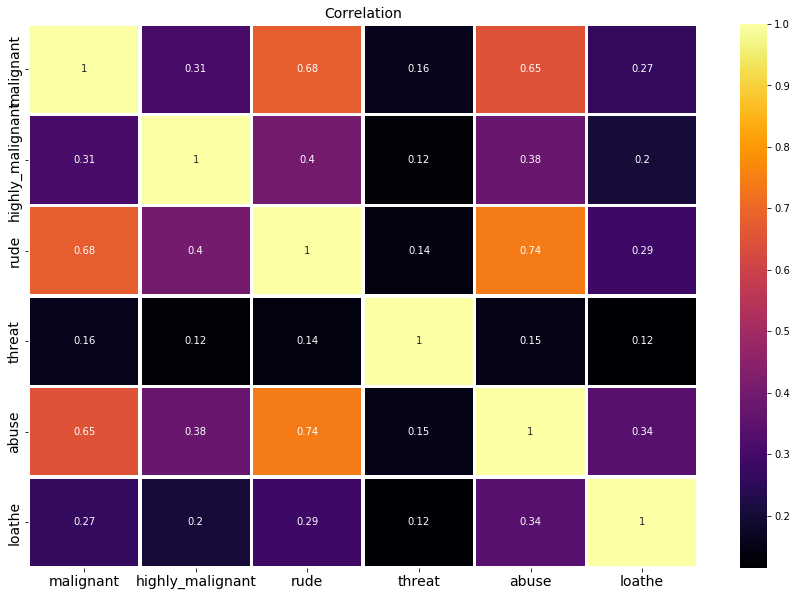 Correlation
malignant 1 0.31 0.68 0.16 0.65 0.27
highly_malignant 0.31 1 0.4 0.12 0.38 0.2
rude 0.68 0.4 1 0.14 0.74 0.29
threat 0.16 0.12 0.14 1 0.15 0.12
abuse 0.65 0.38 0.74 0.15 1 0.34
loathe 0.27 0.2 0.29 0.12 0.34 1
malignant highly_malignant rude threat abuse loathe
1.0
0.9
0.8
0.7
0.6
0.5
0.4
0.3
0.2